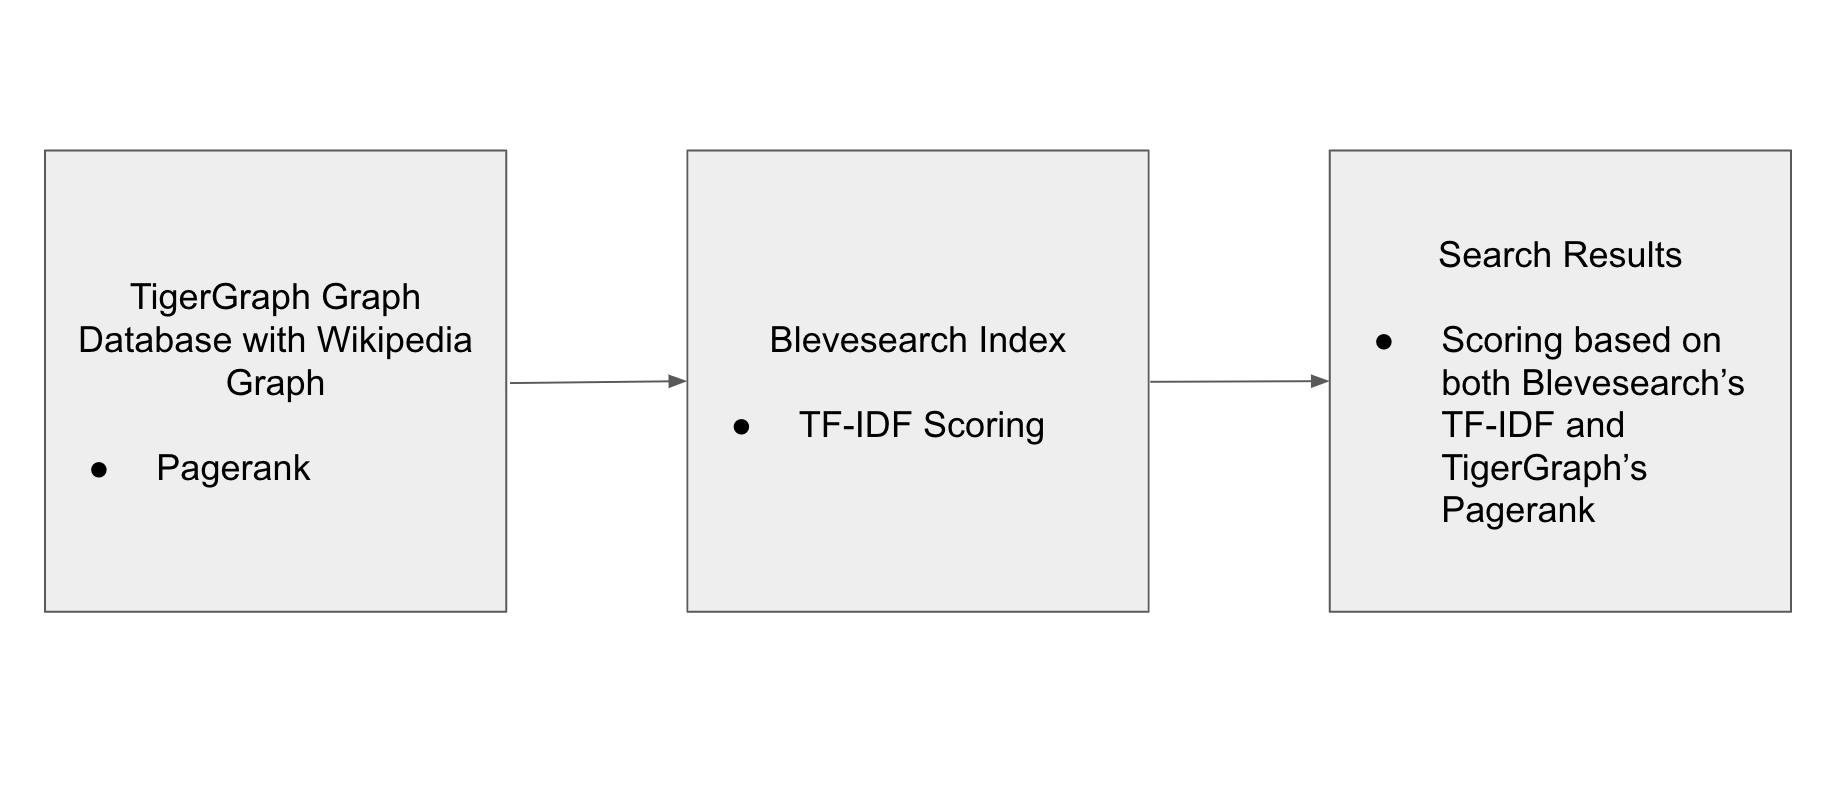 TigerGraph Graph
Database with Wikipedia
Graph
● Pagerank
Blevesearch Index
● TF-IDF Scoring
Search Results
● Scoring based on
both Blevesearch’s
TF-IDF and
TigerGraph’s
Pagerank